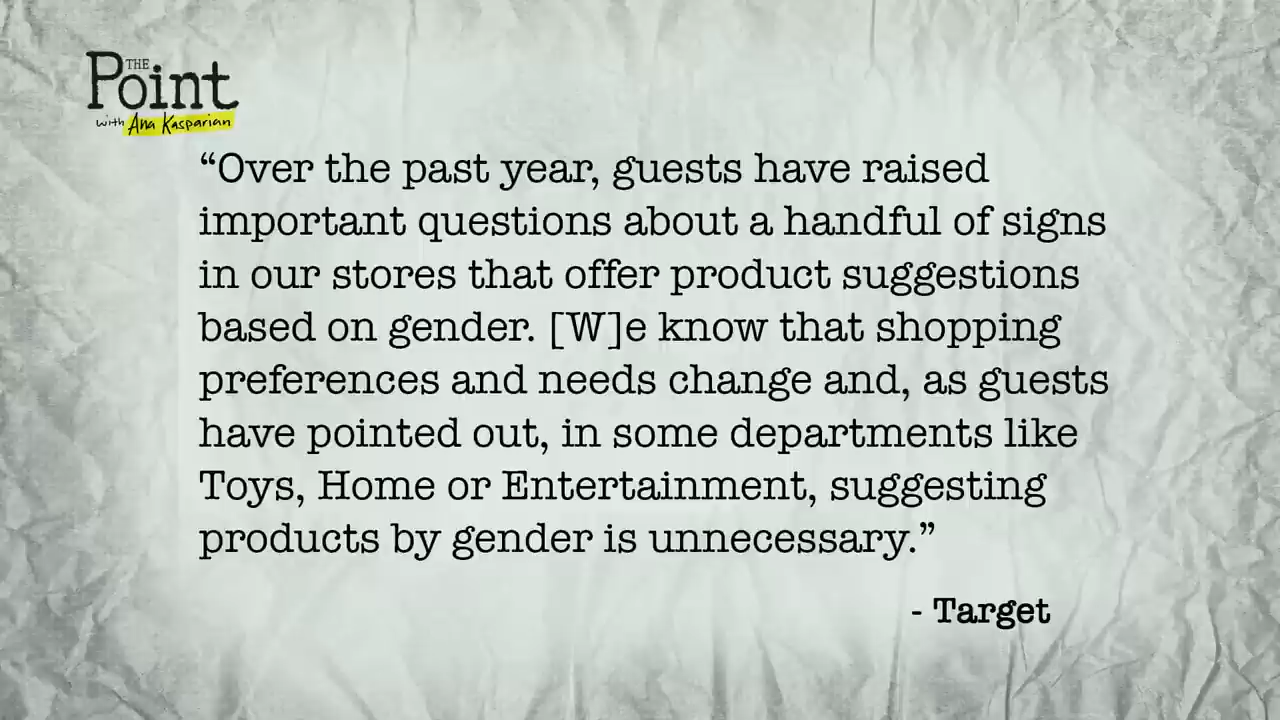 THE
Point
with Ana Kasparian
“Over the past year, guests have raised
important questions about a handful of signs
in our stores that offer product suggestions
based on gender. [W]e know that shopping
preferences and needs change and, as guests
have pointed out, in some departments like
Toys, Home or Entertainment, suggesting
products by gender is unnecessary.”
- Target